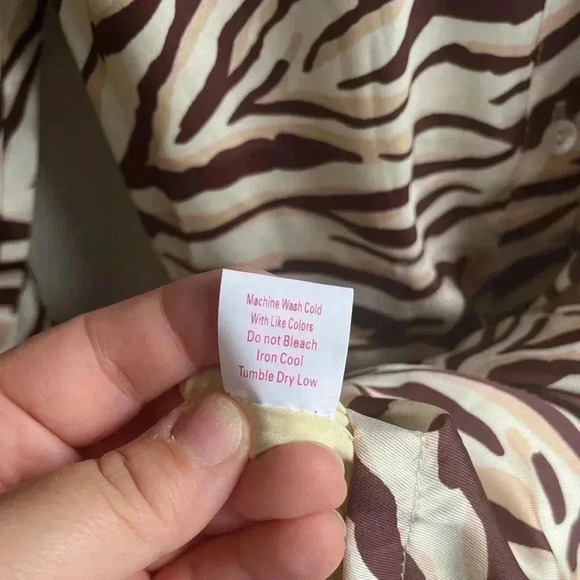 Machine Wash Cold
With Like Colors
Do not Bleach
Iron Cool
Tumble Dry Low